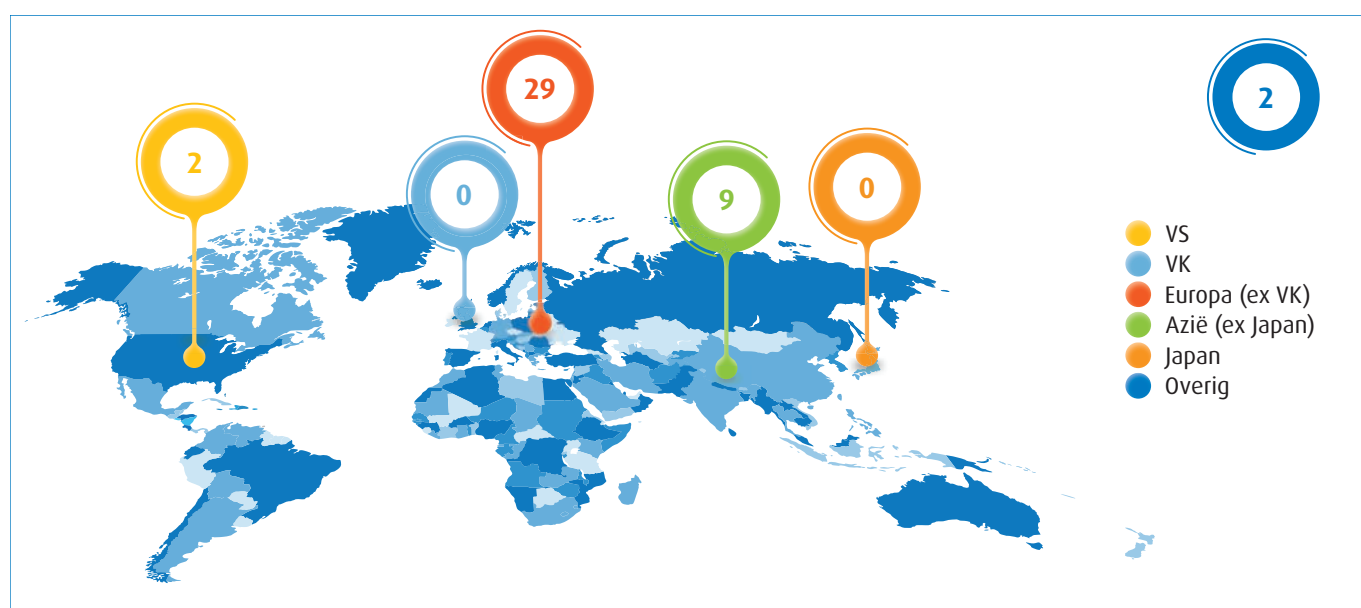 29
2
2
0
9
0
VS
VK
Europa (ex VK)
Azië (ex Japan)
Japan
Overig